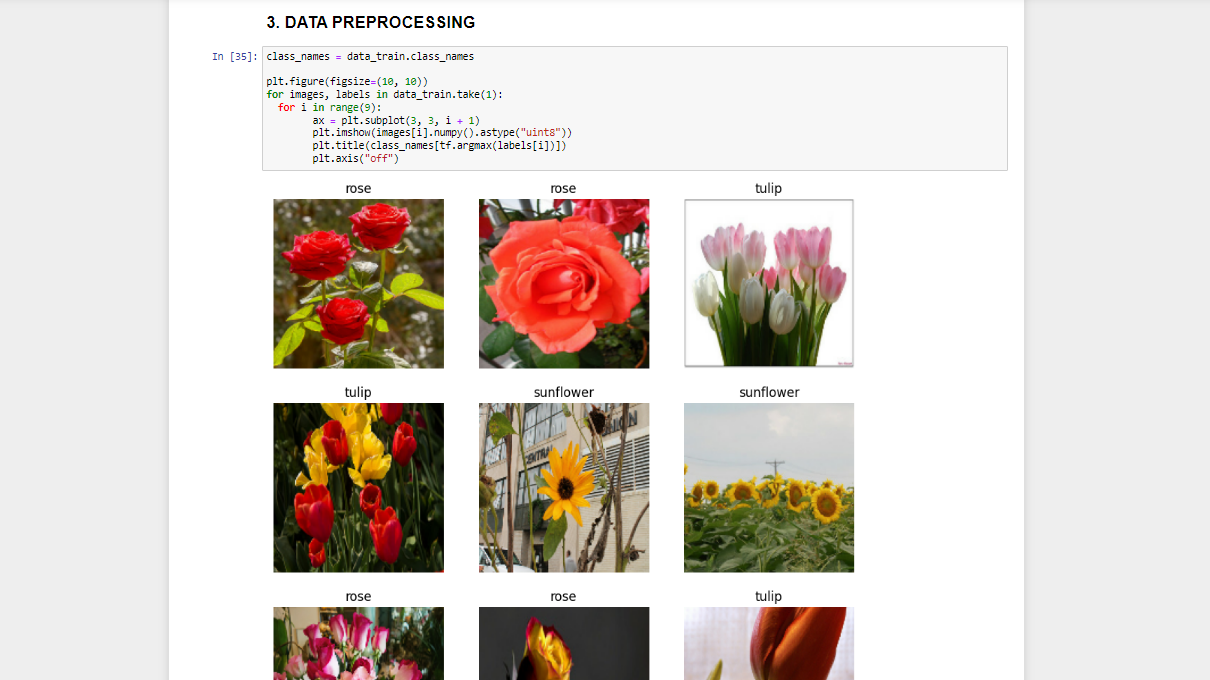 3. DATA PREPROCESSING
In [35]: class_names = data_train.class_names
plt.figure(figsize=(10, 10))
for images, labels in data_train.take(1):
  for i in range(9):
        ax = plt.subplot(3, 3, i + 1)
        plt.imshow(images[i].numpy().astype("uint8"))
        plt.title(class_names[tf.argmax(labels[i])])
        plt.axis("off")
rose rose tulip
tulip sunflower sunflower
rose rose tulip